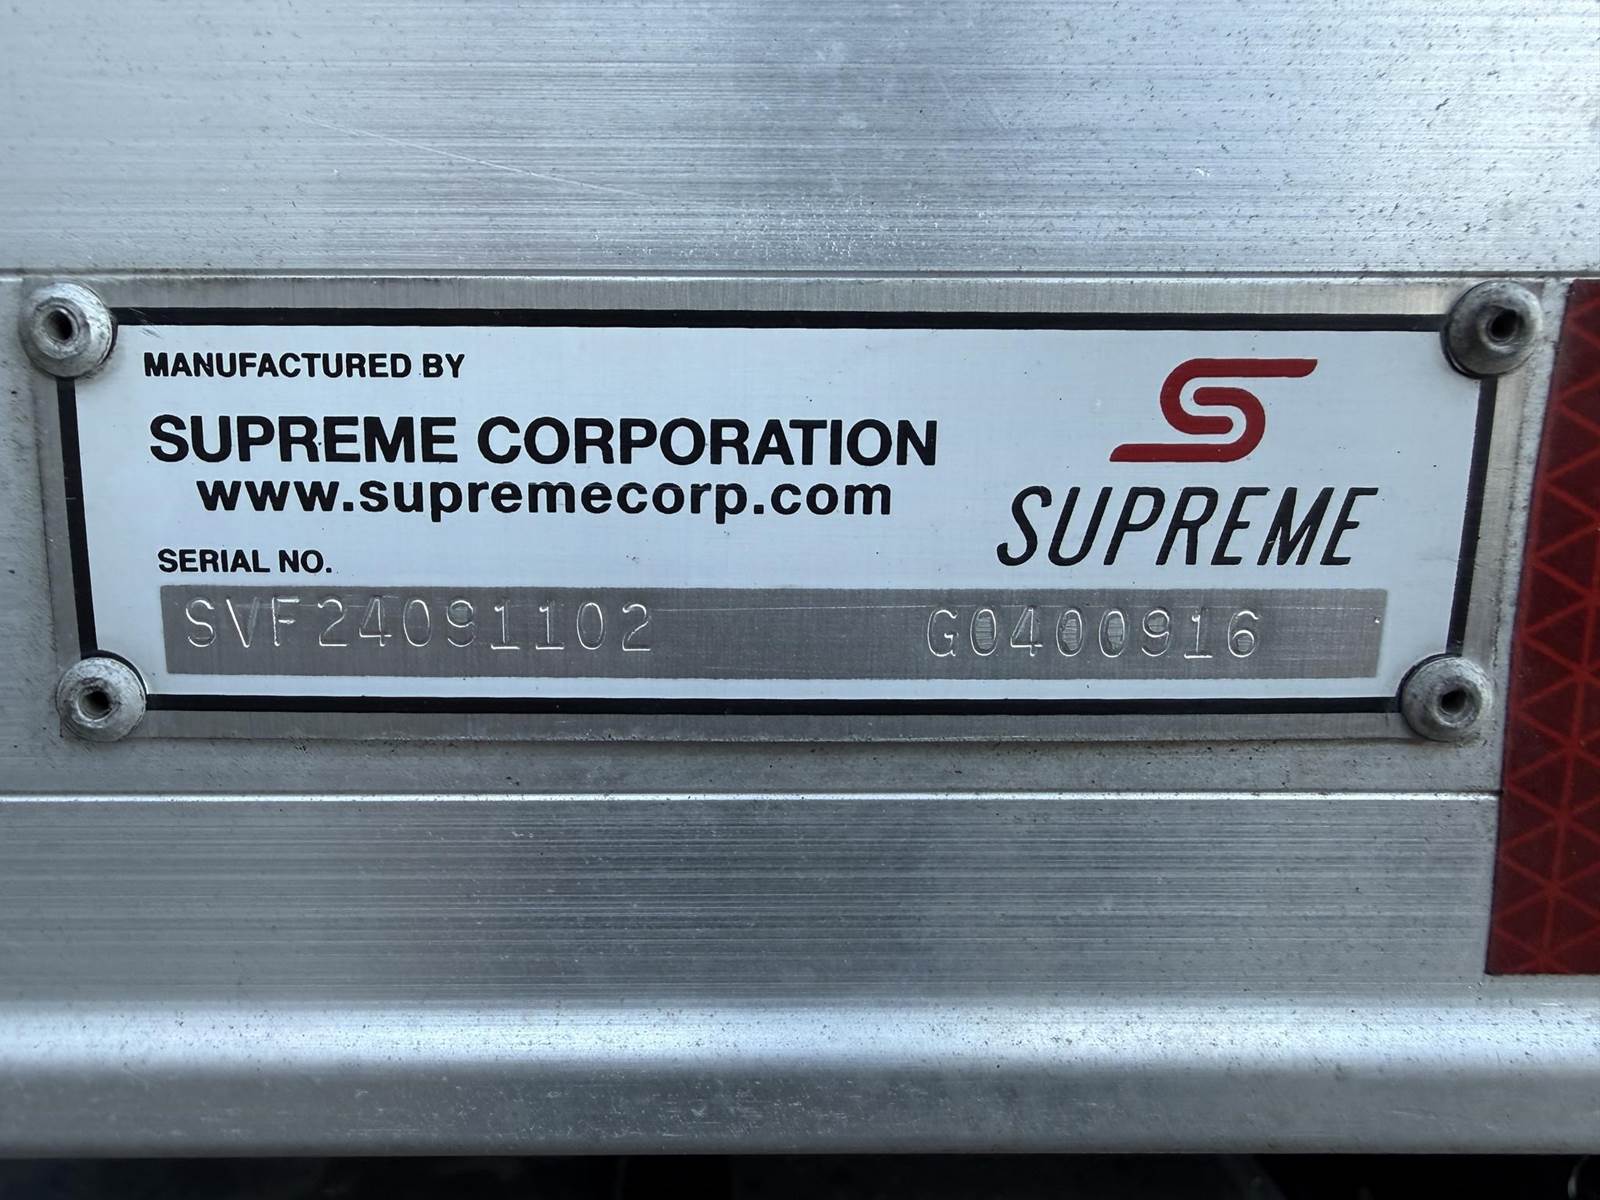 MANUFACTURED BY
SUPREME CORPORATION
www.supremecorp.com
SUPREME
SERIAL NO.
SVF24091102 G0400916